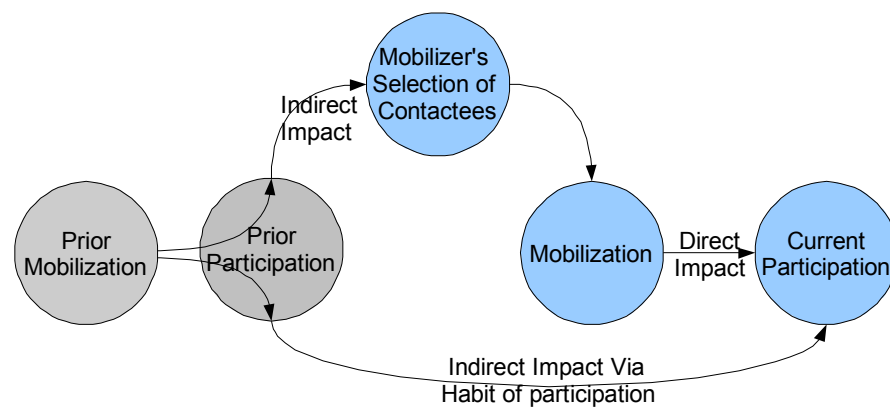 Mobilizer's
Selection of
Contactees
Indirect
Impact
Prior
Mobilization
Prior
Participation
Mobilization
Direct
Impact
Current
Participation
Indirect Impact Via
Habit of participation